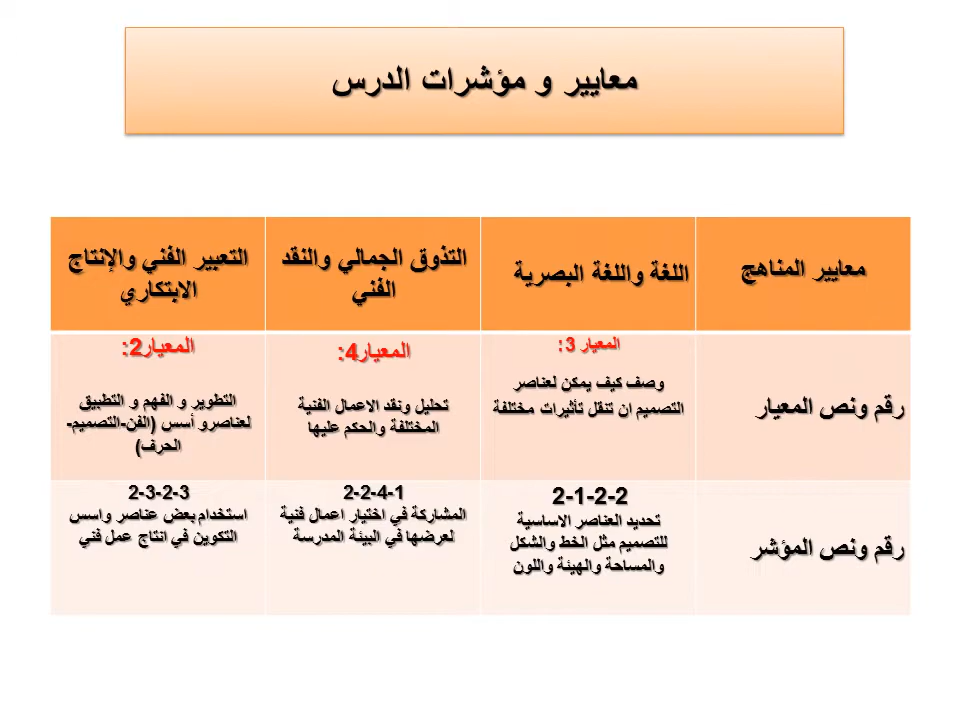 معايير و مؤشرات الدرس
معايير المناهج
اللغة واللغة البصرية
التذوق الجمالي والنقد
الفني
التعبير الفني والإنتاج
الابتكاري
رقم ونص المعيار
المعيار 3:
وصف كيف يمكن لعناصر
التصميم ان تنقل تأثيرات مختلفة
المعيار4:
تحليل ونقد الاعمال الفنية
المختلفة والحكم عليها
المعيار2:
التطوير و الفهم و التطبيق
لعناصرو أسس (الفن-التصميم-
الحرف)
رقم ونص المؤشر
2-1-2-2
تحديد العناصر الاساسية
للتصميم مثل الخط والشكل
والمساحة والهيئة واللون
2-2-4-1
المشاركة في اختيار اعمال فنية
لعرضها في البيئة المدرسة
2-3-2-3
استخدام بعض عناصر واسس
التكوين في انتاج عمل فني